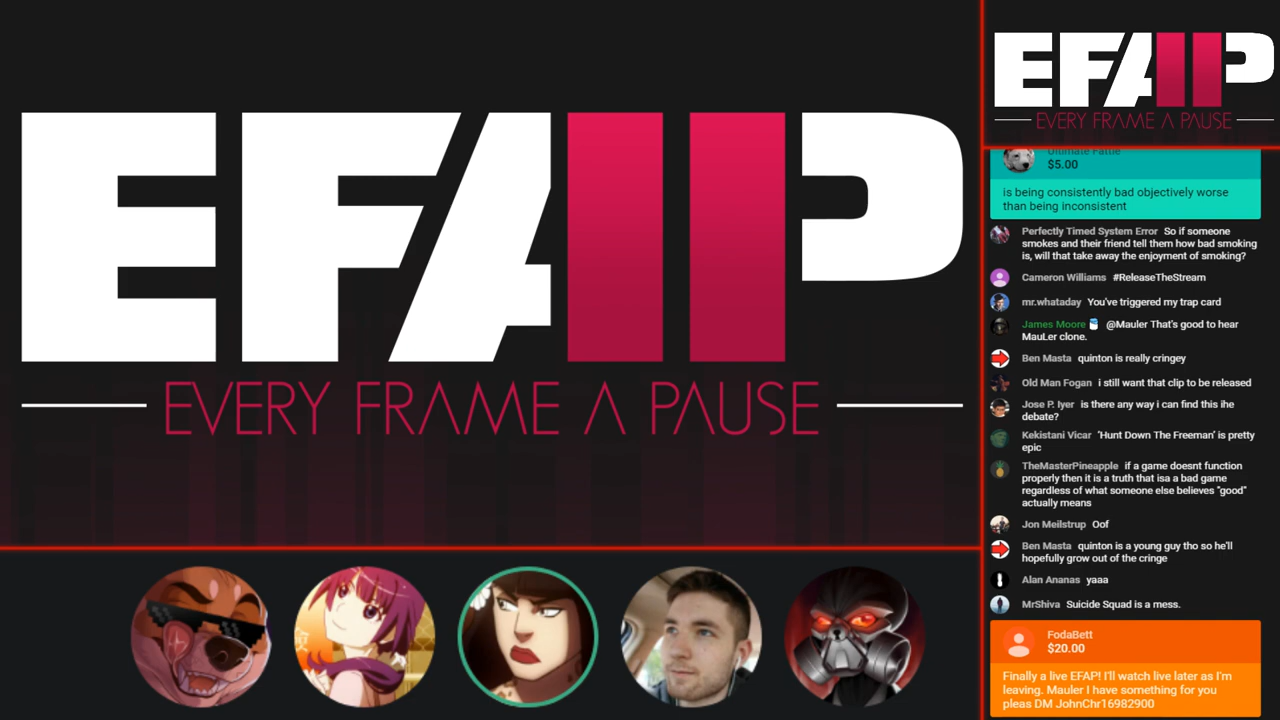 EFAP
EVERY FRAME A PAUSE
EFAP
EVERY FRAME A PAUSE
$5.00
is being consistently bad objectively worse
than being inconsistent
Perfectly Timed System Error So if someone
smokes and their friend tell them how bad smoking
is, will that take away the enjoyment of smoking?
Cameron Williams #ReleaseTheStream
mr.whataday You've triggered my trap card
James Moore @Mauler That's good to hear
MauLer clone.
Ben Masta quinton is really cringey
Old Man Fogan i still want that clip to be released
Jose P. Iyer is there any way i can find this ihe
debate?
Kekistani Vicar 'Hunt Down The Freeman' is pretty
epic
TheMasterPineapple if a game doesnt function
properly then it is a truth that isa a bad game
regardless of what someone else believes "good"
actually means
Jon Meilstrup Oof
Ben Masta quinton is a young guy tho so he'll
hopefully grow out of the cringe
Alan Ananas yaaa
MrShiva Suicide Squad is a mess.
FodaBett
$20.00
Finally a live EFAP! I'll watch live later as I'm
leaving. Mauler I have something for you
pleas DM JohnChr16982900